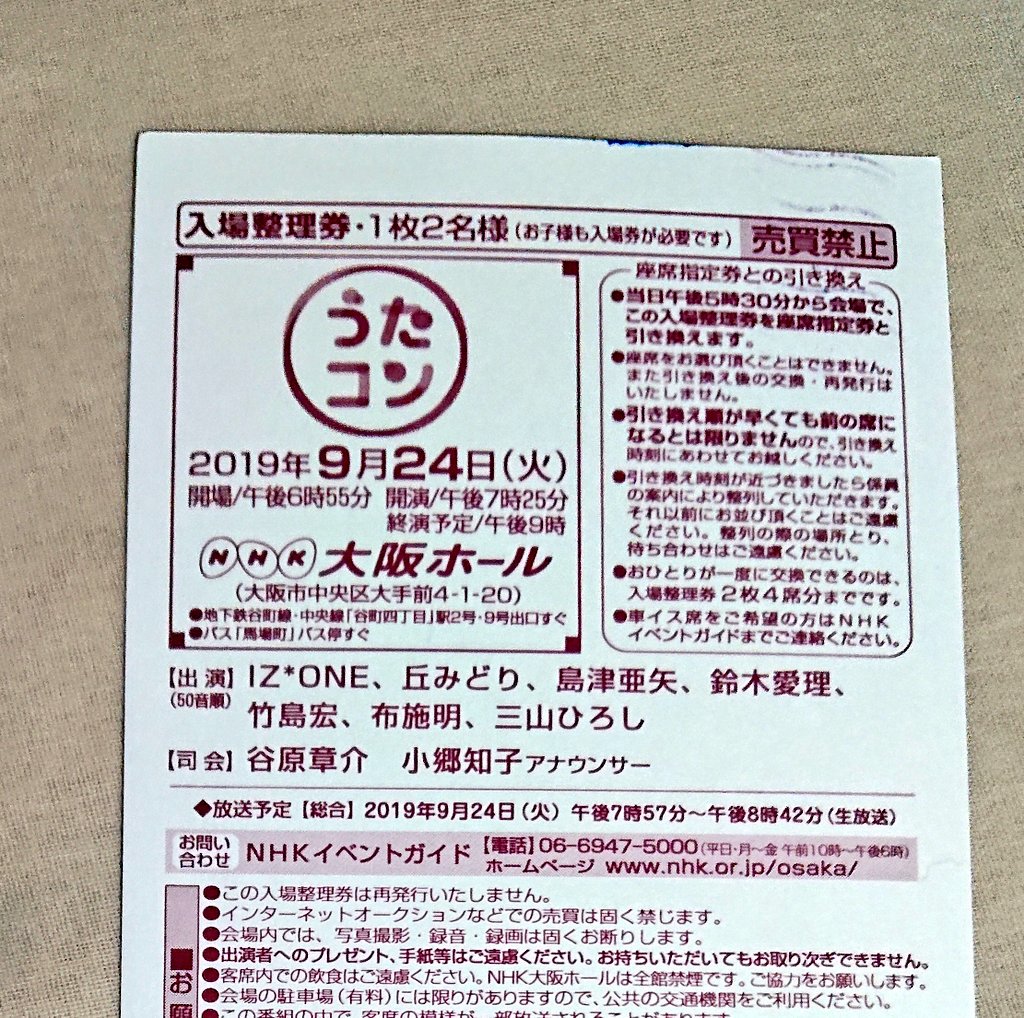 入場整理券・1枚2名様(お子様も入場券が必要です) 売買禁止
うた
コン
2019年9月24日(火)
開場/午後6時55分 開演/午後7時25分
終演予定/午後9時
NHK 大阪ホール
(大阪市中央区大手前4-1-20)
●地下鉄谷町線・中央線「谷町四丁目」駅2号・9号出口すぐ
●バス「馬場町」バス停すぐ
座席指定券との引き換え
●当日午後5時30分から会場で、
この入場整理券を座席指定券と
引き換えます。
●座席をお選び頂くことはできません。
また引き換え後の交換・再発行は
いたしません。
●引き換え順が早くても前の席に
なるとは限りませんので、引き換え
時刻にあわせてお越しください。
●引き換え時刻が近づきましたら係員
の案内により整列していただきます。
それ以前にお並び頂くことはご遠慮
ください。整列の際の場所とり、
持ち合わせはご遠慮ください。
●おひとりが一度に交換できるのは、
入場整理券2枚4席分までです。
●車イス席をご希望の方はNHK
イベントガイドまでご連絡ください。
【出演】IZ*ONE、丘みどり、島津亜矢、鈴木愛理、
(50音順)竹島宏、布施明、三山ひろし
【司会】谷原章介 小郷知子アナウンサー
◆放送予定【総合】2019年9月24日(火)午後7時57分～午後8時42分(生放送)
お問い
合わせ
NHKイベントガイド
【電話】06-6947-5000(平日・月～金 午前10時～午後6時)
ホームページ www.nhk.or.jp/osaka/
■お願
●この入場整理券は再発行いたしません。
●インターネットオークションなどでの売買は固く禁じます。
●会場内では、写真撮影・録音・録画は固くお断りします。
●出演者へのプレゼント、手紙等はご遠慮ください。お持ちいただいてもお取り次ぎできません。
●客席内での飲食はご遠慮ください。NHK大阪ホールは全館禁煙です。ご協力をお願いします。
●会場の駐車場(有料)には限りがありますので、公共の交通機関をご利用ください。
●この番組の中で、客席の模様が一部放送されることがあります。